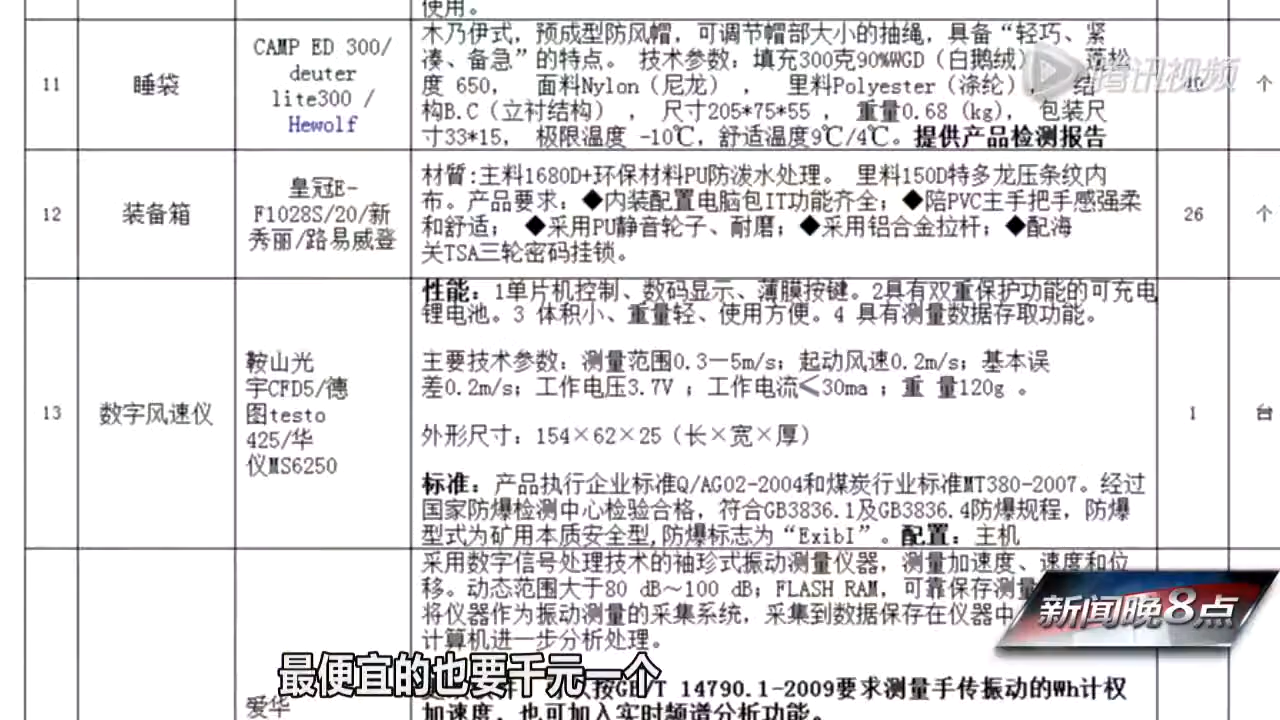 使用。
11
睡袋
CAMP ED 300/
deuter
lite300 /
Hewolf
木乃伊式，预成型防风帽，可调节帽部大小的抽绳，具备“轻巧、紧
凑、备急”的特点。 技术参数：填充300克90%WGD（白鹅绒） 蓬松
度 650， 面料Nylon（尼龙） ， 里料Polyester（涤纶）， 结
构B.C（立衬结构） ， 尺寸205*75*55 ， 重量0.68 (kg)， 包装尺
寸33*15， 极限温度 -10℃，舒适温度9℃/4℃。提供产品检测报告
个
腾讯视频
12
装备箱
皇冠E-
F1028S/20/新
秀丽/路易威登
材質:主料1680D+环保材料PU防泼水处理。 里料150D特多龙压条纹内
布。产品要求：◆内装配置电脑包IT功能齐全；◆陪PVC主手把手感强柔
和舒适； ◆采用PU静音轮子、耐磨；◆采用铝合金拉杆；◆配海
关TSA三轮密码挂锁。
26
个
13
数字风速仪
鞍山光
宇CFD5/德
图testo
425/华
仪MS6250
性能：1单片机控制、数码显示、薄膜按键。2具有双重保护功能的可充电
锂电池。3 体积小、重量轻、使用方便。4 具有测量数据存取功能。
主要技术参数：测量范围0.3—5m/s；起动风速0.2m/s；基本误
差0.2m/s；工作电压3.7V ；工作电流≤30ma ；重 量120g 。
外形尺寸：154×62×25（长×宽×厚）
标准：产品执行企业标准Q/AG02-2004和煤炭行业标准MT380-2007。经过
国家防爆检测中心检验合格，符合GB3836.1及GB3836.4防爆规程，防爆
型式为矿用本质安全型,防爆标志为“ExibI”。配置：主机
1
台
爱华
采用数字信号处理技术的袖珍式振动测量仪器，测量加速度、速度和位
移。动态范围大于80 dB～100 dB；FLASH RAM，可靠保存测量
将仪器作为振动测量的采集系统，采集到数据保存在仪器中
计算机进一步分析处理。
按GB/T 14790.1-2009要求测量手传振动的Wh计权
加速度，也可加入实时频谱分析功能。
新闻晚8点
最便宜的也要千元一个